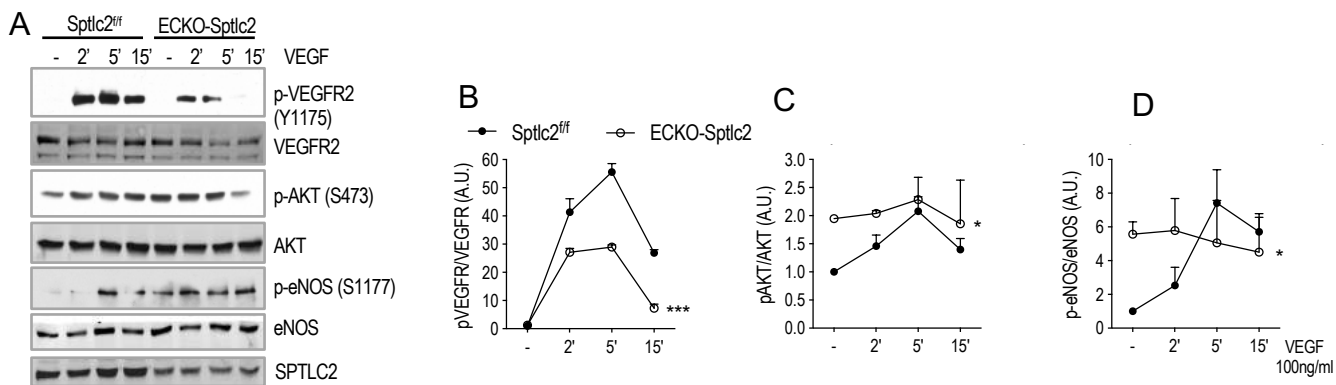 A
Sptlc2f/f ECKO-Sptlc2
- 2' 5' 15' - 2' 5' 15' VEGF
p-VEGFR2
(Y1175)
VEGFR2
p-AKT (S473)
AKT
p-eNOS (S1177)
eNOS
SPTLC2
B
Sptlc2f/f ECKO-Sptlc2
pVEGFR/VEGFR (A.U.)
60
50
40
30
20
10
0
***
- 2' 5' 15'
C
pAKT/AKT (A.U.)
3.0
2.5
2.0
1.5
1.0
0.5
0.0
*
- 2' 5' 15'
D
p-eNOS/eNOS (A.U.)
10
8
6
4
2
0
*
- 2' 5' 15' VEGF
100ng/ml